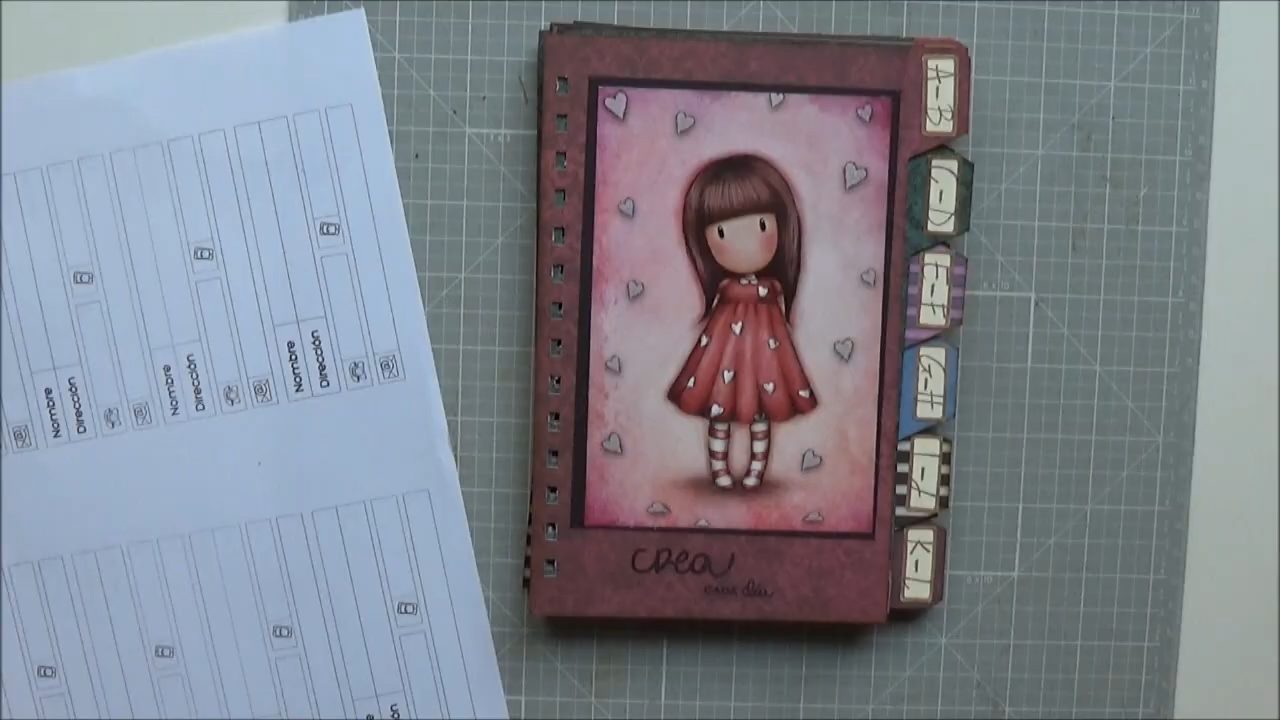 Nombre
Dirección
Nombre
Dirección
Nombre
Dirección
A-B
C-D
E-F
G-H
I-J
K-L
crea
cada día